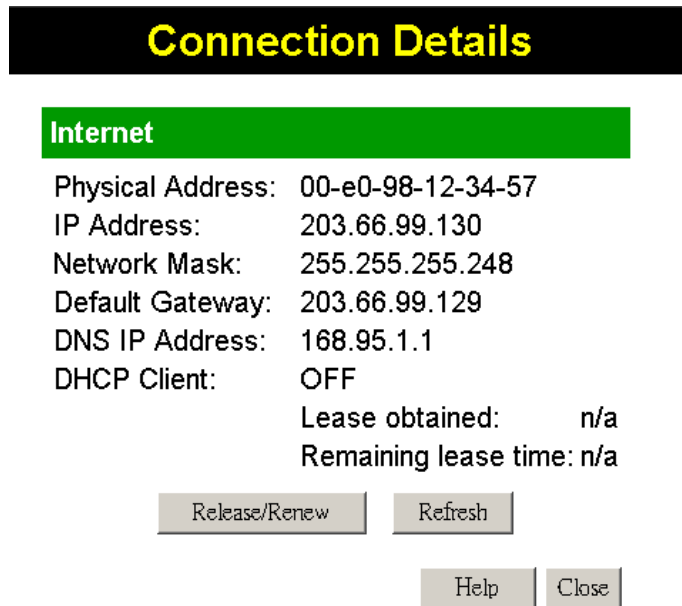 Connection Details
Internet
Physical Address: 00-e0-98-12-34-57
IP Address: 203.66.99.130
Network Mask: 255.255.255.248
Default Gateway: 203.66.99.129
DNS IP Address: 168.95.1.1
DHCP Client: OFF
Lease obtained: n/a
Remaining lease time: n/a
Release/Renew Refresh
Help Close